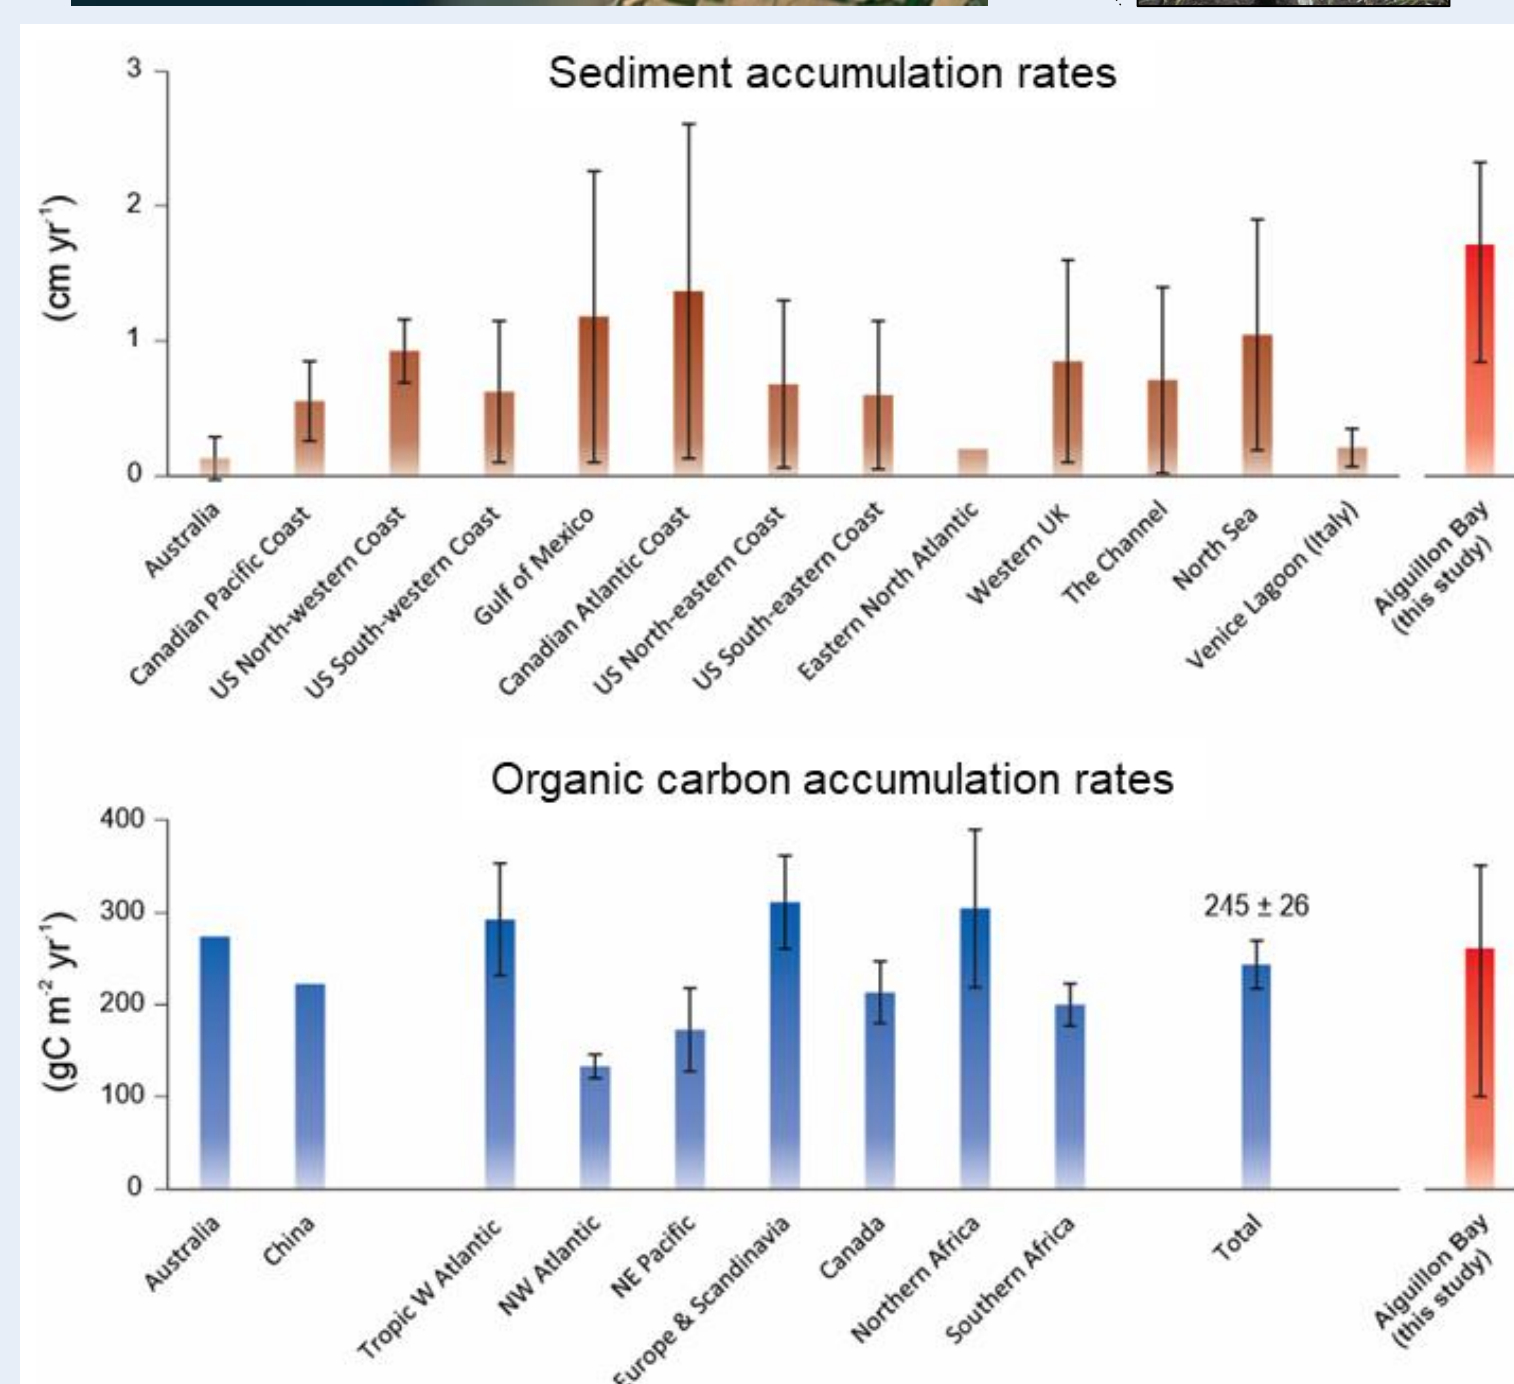 Sediment accumulation rates
(cm yr⁻¹)
3
2
1
0
Australia
Canadian Pacific Coast
US North-western Coast
US South-western Coast
Gulf of Mexico
Canadian Atlantic Coast
US North-eastern Coast
US South-eastern Coast
Eastern North Atlantic
Western UK
The Channel
North Sea
Venice Lagoon (Italy)
Aiguillon Bay
(this study)
Organic carbon accumulation rates
(gC m⁻² yr⁻¹)
400
300
200
100
0
245 ± 26
Australia
China
Tropic W Atlantic
NW Atlantic
NE Pacific
Europe & Scandinavia
Canada
Northern Africa
Southern Africa
Total
Aiguillon Bay
(this study)